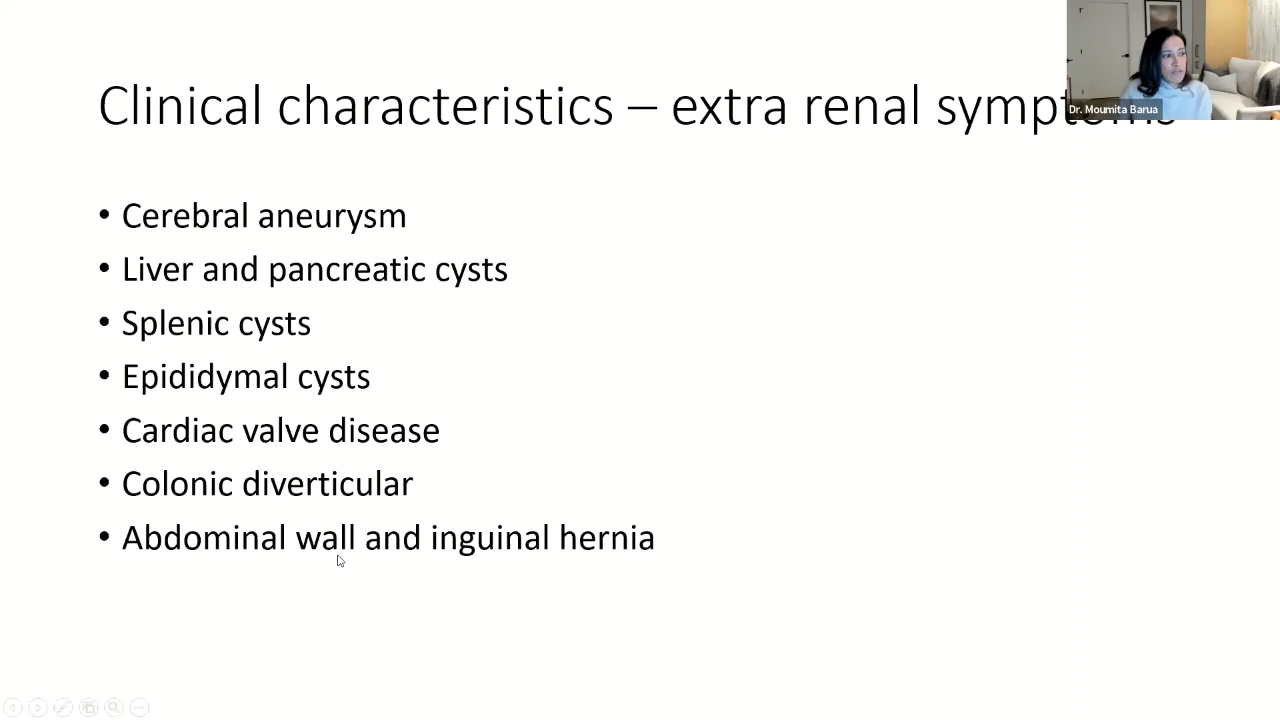 Clinical characteristics – extra renal symptoms
Dr. Moumita Barua
• Cerebral aneurysm
• Liver and pancreatic cysts
• Splenic cysts
• Epididymal cysts
• Cardiac valve disease
• Colonic diverticular
• Abdominal wall and inguinal hernia